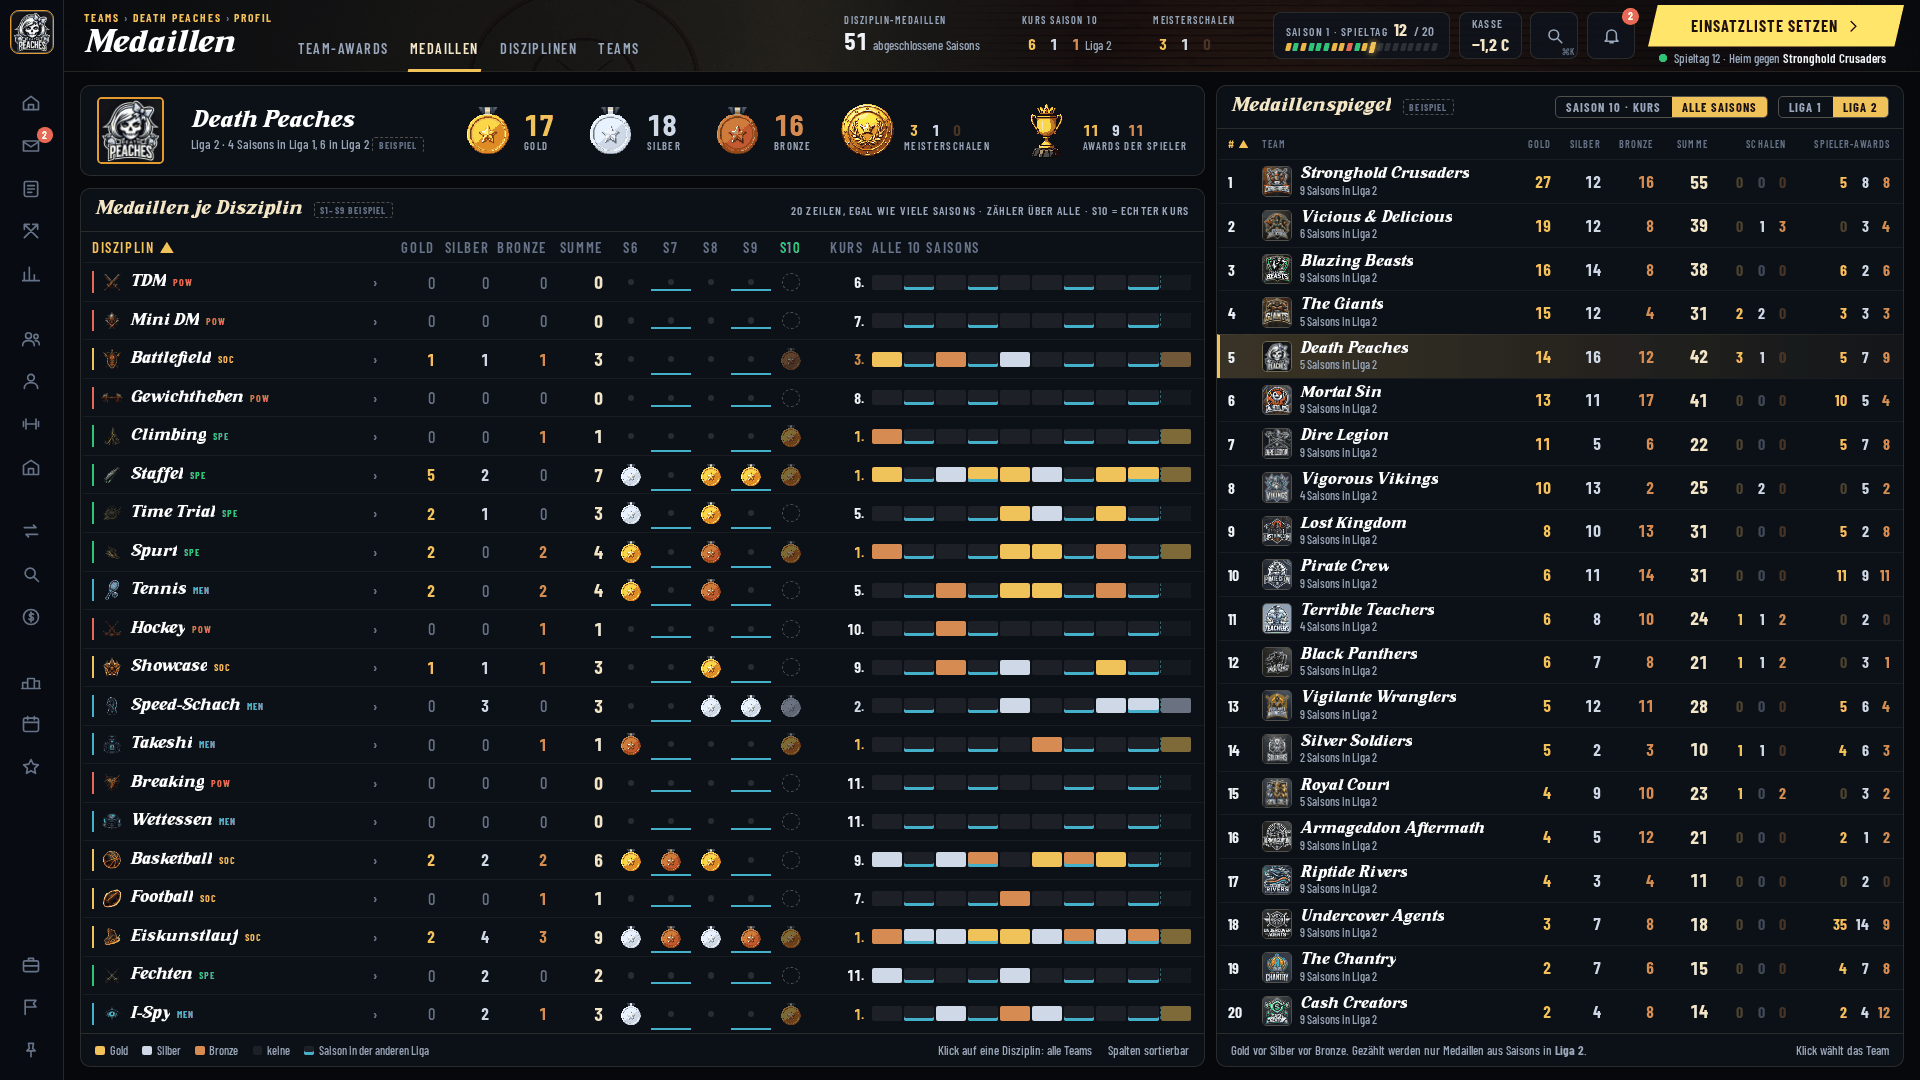 TEAMS › DEATH PEACHES › PROFIL
Medaillen
TEAM-AWARDS MEDAILLEN DISZIPLINEN TEAMS
DISZIPLIN-MEDAILLEN
51 abgeschlossene Saisons
KURS SAISON 10
6 1 1 Liga 2
MEISTERSCHALEN
3 1 0
SAISON 1 · SPIELTAG 12 / 20
KASSE
−1,2 C
⌘K
2
EINSATZLISTE SETZEN
Spieltag 12 · Heim gegen Stronghold Crusaders
2
Death Peaches
Liga 2 · 4 Saisons in Liga 1, 6 in Liga 2 BEISPIEL
17 GOLD
18 SILBER
16 BRONZE
3 1 0 MEISTERSCHALEN
11 9 11 AWARDS DER SPIELER
Medaillen je Disziplin S1–S9 BEISPIEL
20 ZEILEN, EGAL WIE VIELE SAISONS · ZÄHLER ÜBER ALLE · S10 = ECHTER KURS
DISZIPLIN ▲ GOLD SILBER BRONZE SUMME S6 S7 S8 S9 S10 KURS ALLE 10 SAISONS
TDM POW › 0 0 0 0 6.
Mini DM POW › 0 0 0 0 7.
Battlefield SOC › 1 1 1 3 3.
Gewichtheben POW › 0 0 0 0 8.
Climbing SPE › 0 0 1 1 1.
Staffel SPE › 5 2 0 7 1.
Time Trial SPE › 2 1 0 3 5.
Spurt SPE › 2 0 2 4 1.
Tennis MEN › 2 0 2 4 5.
Hockey POW › 0 0 1 1 10.
Showcase SOC › 1 1 1 3 9.
Speed-Schach MEN › 0 3 0 3 2.
Takeshi MEN › 0 0 1 1 1.
Breaking POW › 0 0 0 0 11.
Wettessen MEN › 0 0 0 0 11.
Basketball SOC › 2 2 2 6 9.
Football SOC › 0 0 1 1 7.
Eiskunstlauf SOC › 2 4 3 9 1.
Fechten SPE › 0 2 0 2 11.
I-Spy MEN › 0 2 1 3 1.
Gold Silber Bronze keine Saison in der anderen Liga
Klick auf eine Disziplin: alle Teams Spalten sortierbar
Medaillenspiegel BEISPIEL
SAISON 10 · KURS ALLE SAISONS LIGA 1 LIGA 2
# ▲ TEAM GOLD SILBER BRONZE SUMME SCHALEN SPIELER-AWARDS
1 Stronghold Crusaders 27 12 16 55 0 0 0 5 8 8
9 Saisons in Liga 2
2 Vicious & Delicious 19 12 8 39 0 1 3 0 3 4
6 Saisons in Liga 2
3 Blazing Beasts 16 14 8 38 0 0 0 6 2 6
9 Saisons in Liga 2
4 The Giants 15 12 4 31 2 2 0 3 3 3
5 Saisons in Liga 2
5 Death Peaches 14 16 12 42 3 1 0 5 7 9
5 Saisons in Liga 2
6 Mortal Sin 13 11 17 41 0 0 0 10 5 4
9 Saisons in Liga 2
7 Dire Legion 11 5 6 22 0 0 0 5 7 8
9 Saisons in Liga 2
8 Vigorous Vikings 10 13 2 25 0 2 0 0 5 2
4 Saisons in Liga 2
9 Lost Kingdom 8 10 13 31 0 0 0 5 2 8
9 Saisons in Liga 2
10 Pirate Crew 6 11 14 31 0 0 0 11 9 11
9 Saisons in Liga 2
11 Terrible Teachers 6 8 10 24 1 1 2 0 2 0
4 Saisons in Liga 2
12 Black Panthers 6 7 8 21 1 1 2 0 3 1
5 Saisons in Liga 2
13 Vigilante Wranglers 5 12 11 28 0 0 0 5 6 4
9 Saisons in Liga 2
14 Silver Soldiers 5 2 3 10 1 1 0 4 6 3
2 Saisons in Liga 2
15 Royal Court 4 9 10 23 1 0 2 0 3 2
5 Saisons in Liga 2
16 Armageddon Aftermath 4 5 12 21 0 0 0 2 1 2
9 Saisons in Liga 2
17 Riptide Rivers 4 3 4 11 0 0 0 0 2 0
9 Saisons in Liga 2
18 Undercover Agents 3 7 8 18 0 0 0 35 14 9
9 Saisons in Liga 2
19 The Chantry 2 7 6 15 0 0 0 4 7 8
9 Saisons in Liga 2
20 Cash Creators 2 4 8 14 0 0 0 2 4 12
9 Saisons in Liga 2
Gold vor Silber vor Bronze. Gezählt werden nur Medaillen aus Saisons in Liga 2.
Klick wählt das Team